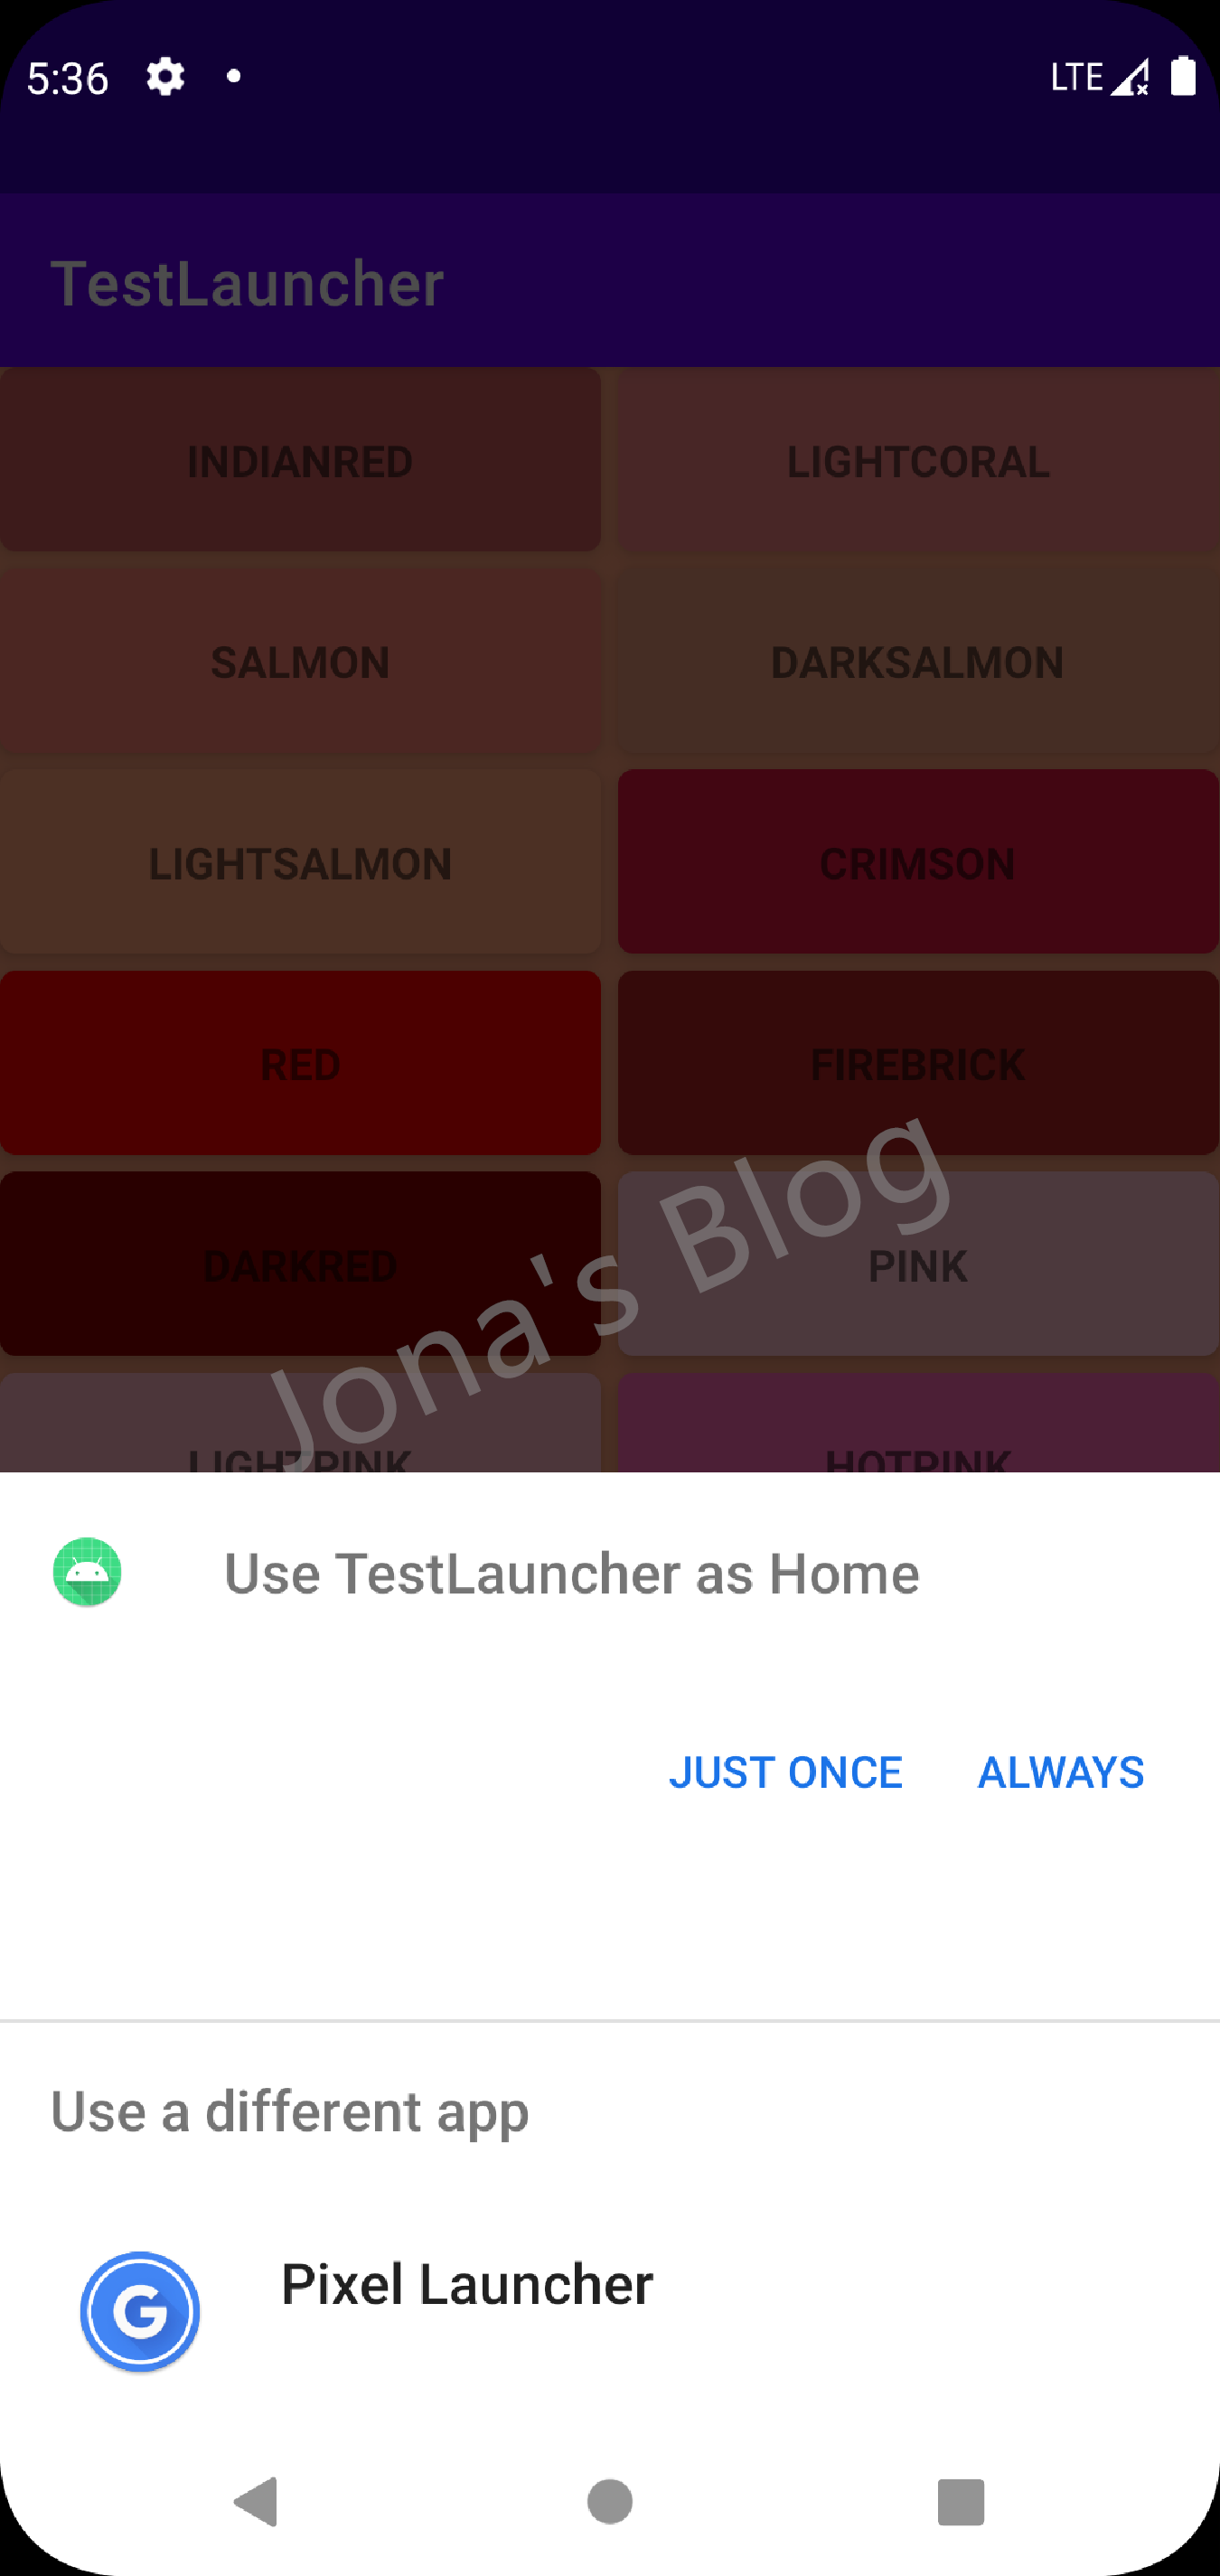 5:36 LTE
TestLauncher
INDIANRED LIGHTCORAL
SALMON DARKSALMON
LIGHTSALMON CRIMSON
RED FIREBRICK
DARKRED PINK
LIGHTPINK HOTPINK
Jona's Blog
Use TestLauncher as Home
JUST ONCE ALWAYS
Use a different app
G Pixel Launcher